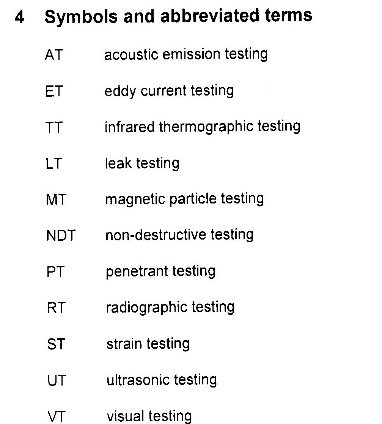 4 Symbols and abbreviated terms
AT acoustic emission testing
ET eddy current testing
TT infrared thermographic testing
LT leak testing
MT magnetic particle testing
NDT non-destructive testing
PT penetrant testing
RT radiographic testing
ST strain testing
UT ultrasonic testing
VT visual testing